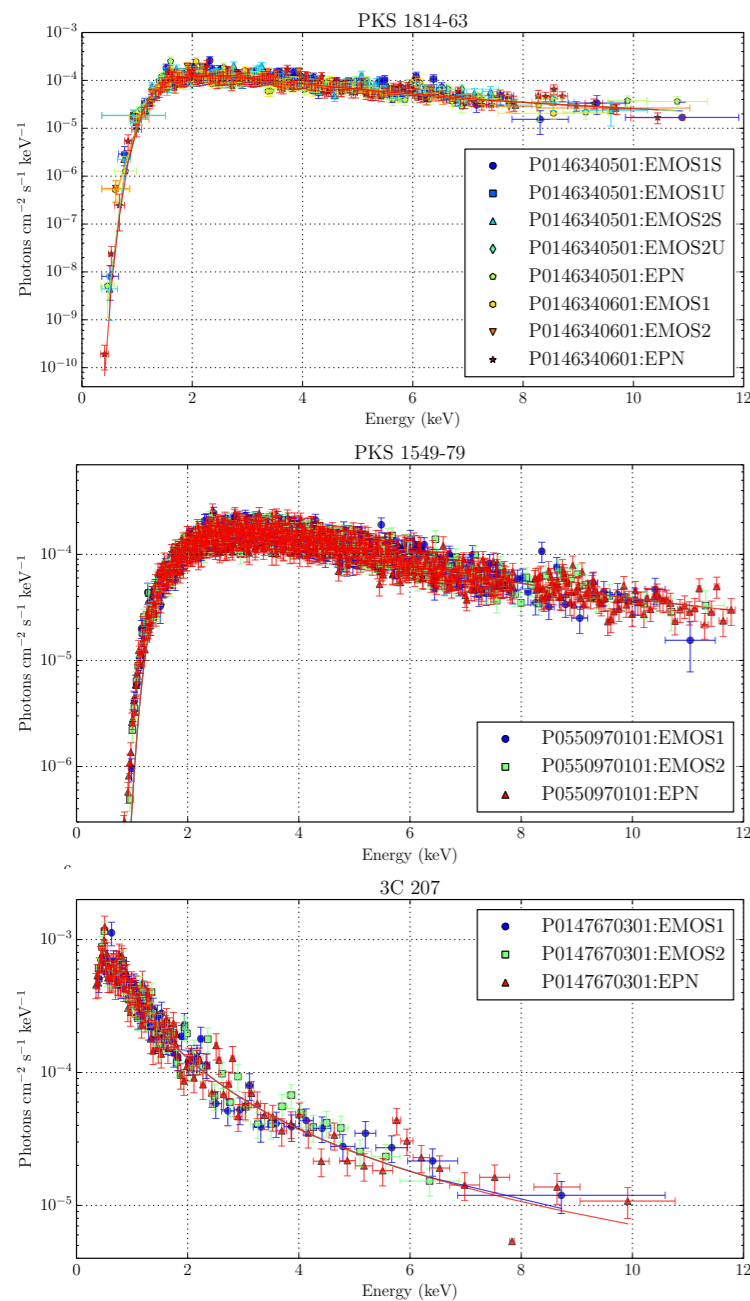 PKS 1814-63
10⁻³
10⁻⁴
10⁻⁵
10⁻⁶
10⁻⁷
10⁻⁸
10⁻⁹
10⁻¹⁰
Photons cm⁻² s⁻¹ keV⁻¹
P0146340501:EMOS1S
P0146340501:EMOS1U
P0146340501:EMOS2S
P0146340501:EMOS2U
P0146340501:EPN
P0146340601:EMOS1
P0146340601:EMOS2
P0146340601:EPN
0 2 4 6 8 10 12
Energy (keV)
PKS 1549-79
10⁻⁴
10⁻⁵
10⁻⁶
Photons cm⁻² s⁻¹ keV⁻¹
P0550970101:EMOS1
P0550970101:EMOS2
P0550970101:EPN
0 2 4 6 8 10 12
Energy (keV)
3C 207
10⁻³
10⁻⁴
10⁻⁵
Photons cm⁻² s⁻¹ keV⁻¹
P0147670301:EMOS1
P0147670301:EMOS2
P0147670301:EPN
0 2 4 6 8 10 12
Energy (keV)